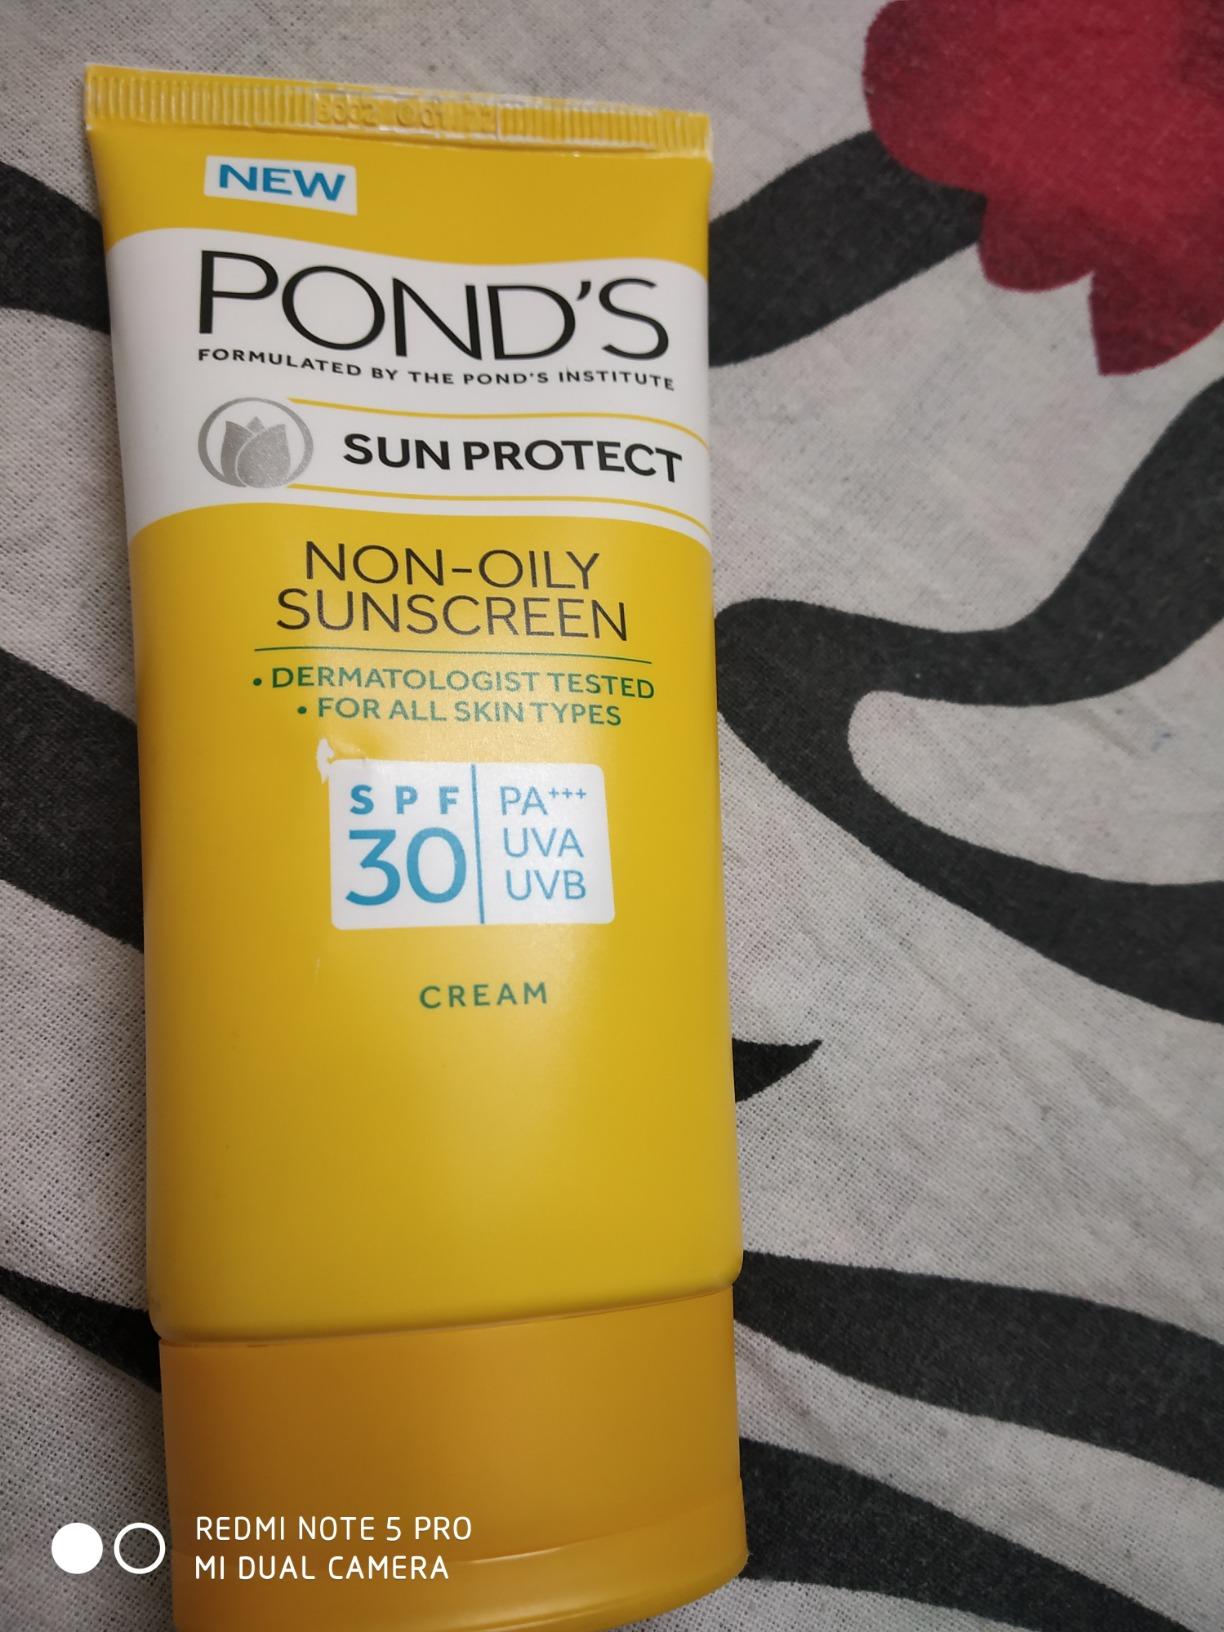 NEW
POND'S
FORMULATED BY THE POND'S INSTITUTE
SUN PROTECT
NON-OILY
SUNSCREEN
• DERMATOLOGIST TESTED
• FOR ALL SKIN TYPES
SPF
30
PA+++
UVA
UVB
CREAM
REDMI NOTE 5 PRO
MI DUAL CAMERA